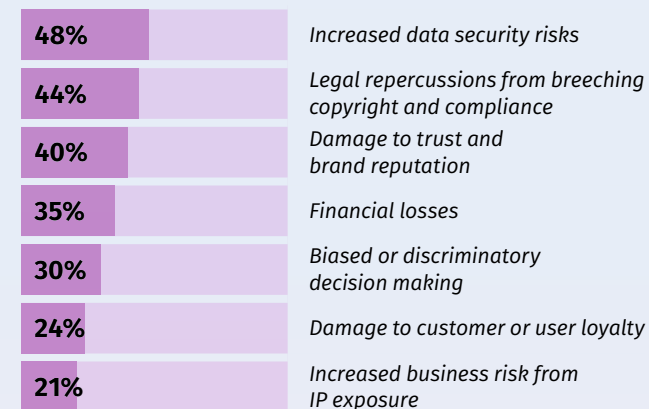 48%
Increased data security risks
44%
Legal repercussions from breeching
copyright and compliance
40%
Damage to trust and
brand reputation
35%
Financial losses
30%
Biased or discriminatory
decision making
24%
Damage to customer or user loyalty
21%
Increased business risk from
IP exposure